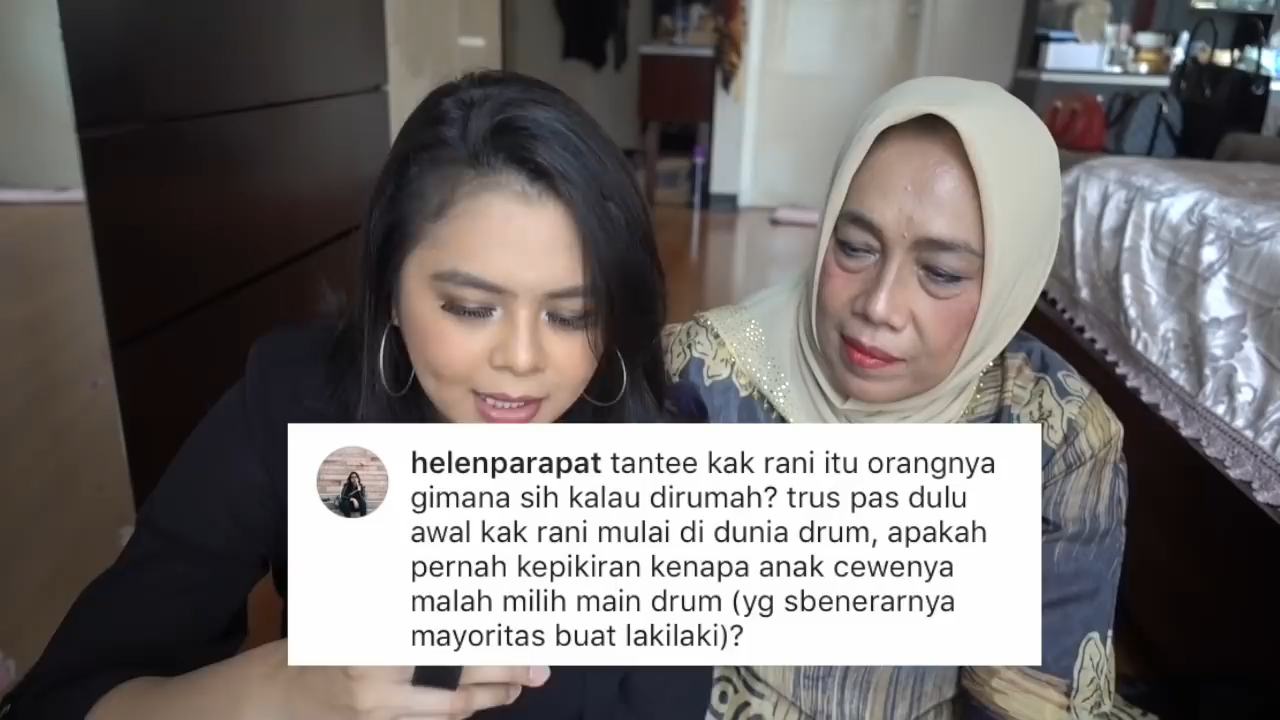 helenparapat tantee kak rani itu orangnya
gimana sih kalau dirumah? trus pas dulu
awal kak rani mulai di dunia drum, apakah
pernah kepikiran kenapa anak cewenya
malah milih main drum (yg sbenerarnya
mayoritas buat lakilaki)?